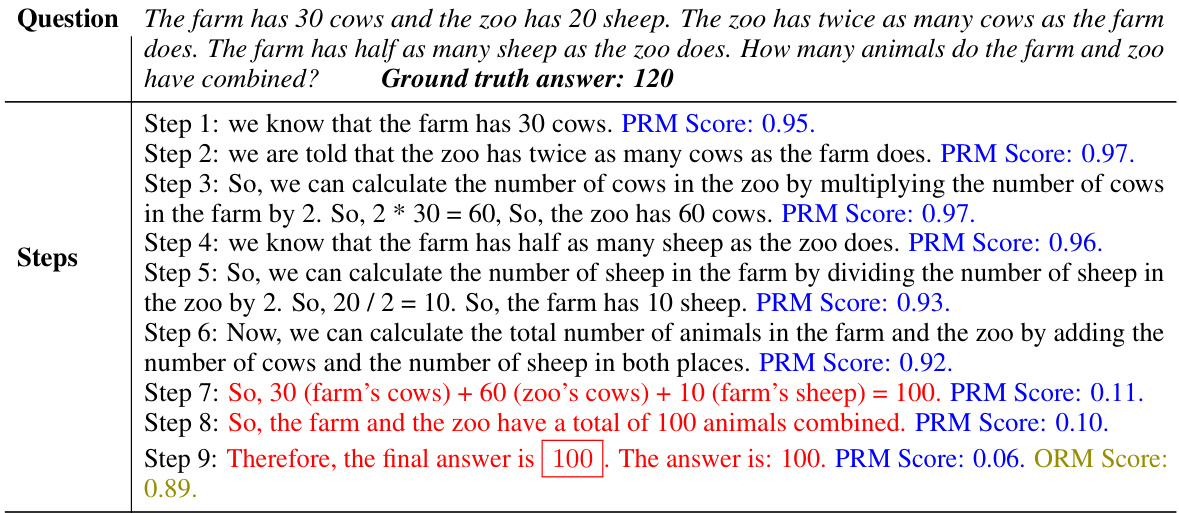 Question The farm has 30 cows and the zoo has 20 sheep. The zoo has twice as many cows as the farm
does. The farm has half as many sheep as the zoo does. How many animals do the farm and zoo
have combined? Ground truth answer: 120
Step 1: we know that the farm has 30 cows. PRM Score: 0.95.
Step 2: we are told that the zoo has twice as many cows as the farm does. PRM Score: 0.97.
Step 3: So, we can calculate the number of cows in the zoo by multiplying the number of cows
in the farm by 2. So, 2 * 30 = 60, So, the zoo has 60 cows. PRM Score: 0.97.
Step 4: we know that the farm has half as many sheep as the zoo does. PRM Score: 0.96.
Steps
Step 5: So, we can calculate the number of sheep in the farm by dividing the number of sheep in
the zoo by 2. So, 20 / 2 = 10. So, the farm has 10 sheep. PRM Score: 0.93.
Step 6: Now, we can calculate the total number of animals in the farm and the zoo by adding the
number of cows and the number of sheep in both places. PRM Score: 0.92.
Step 7: So, 30 (farm's cows) + 60 (zoo's cows) + 10 (farm's sheep) = 100. PRM Score: 0.11.
Step 8: So, the farm and the zoo have a total of 100 animals combined. PRM Score: 0.10.
Step 9: Therefore, the final answer is 100. The answer is: 100. PRM Score: 0.06. ORM Score:
0.89.